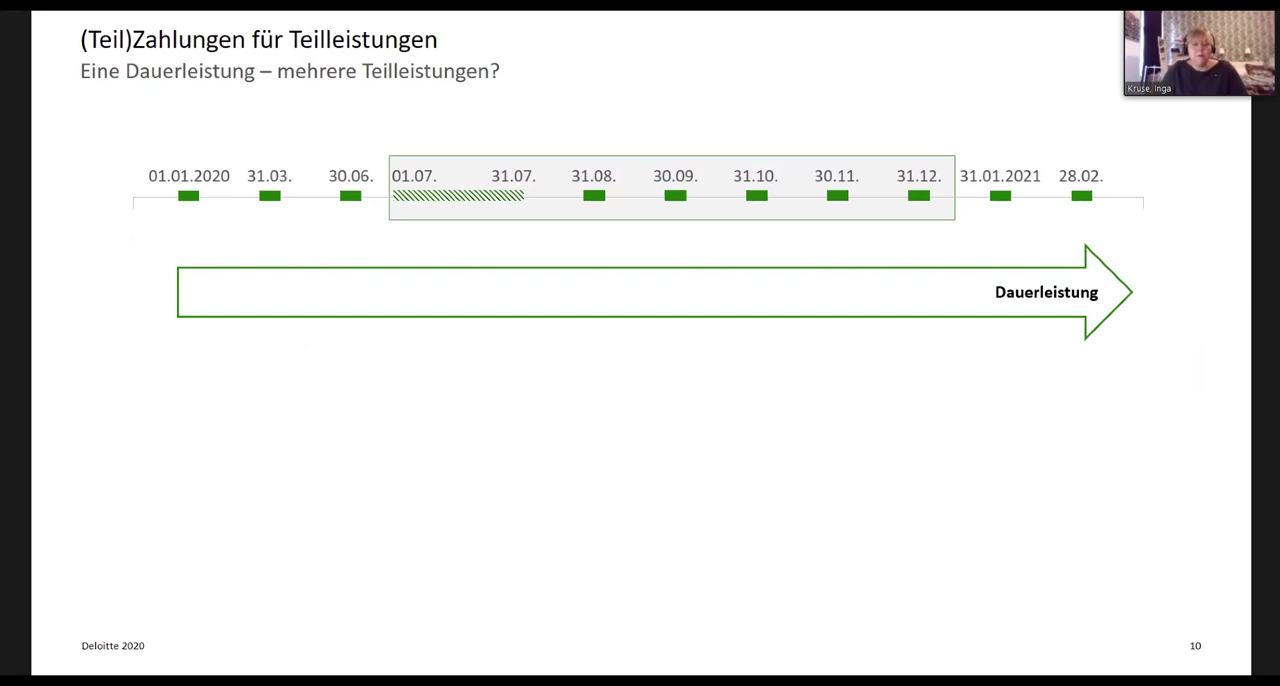 (Teil)Zahlungen für Teilleistungen
Eine Dauerleistung – mehrere Teilleistungen?
Kruse, Inga
01.01.2020 31.03. 30.06. 01.07. 31.07. 31.08. 30.09. 31.10. 30.11. 31.12. 31.01.2021 28.02.
Dauerleistung
Deloitte 2020
10